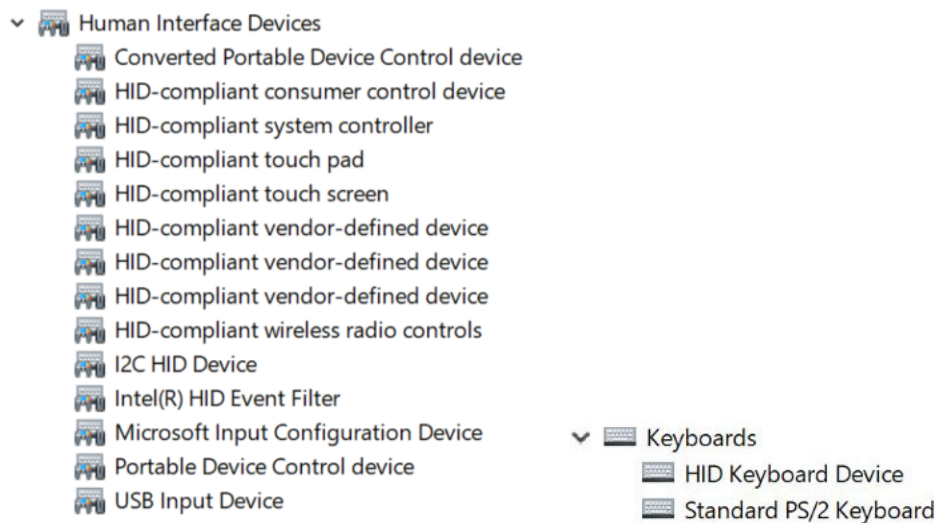 Human Interface Devices
Converted Portable Device Control device
HID-compliant consumer control device
HID-compliant system controller
HID-compliant touch pad
HID-compliant touch screen
HID-compliant vendor-defined device
HID-compliant vendor-defined device
HID-compliant vendor-defined device
HID-compliant wireless radio controls
I2C HID Device
Intel(R) HID Event Filter
Microsoft Input Configuration Device
Portable Device Control device
USB Input Device
Keyboards
HID Keyboard Device
Standard PS/2 Keyboard